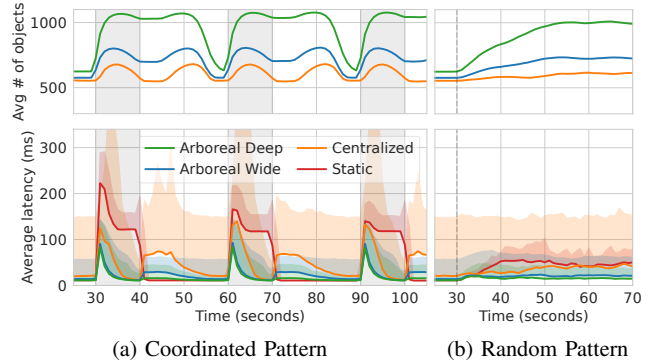 Avg # of objects
1000
500
Average latency (ms)
300
200
100
0
Arboreal Deep
Arboreal Wide
Centralized
Static
30 40 50 60 70 80 90 100
Time (seconds)
30 40 50 60 70
Time (seconds)
(a) Coordinated Pattern
(b) Random Pattern